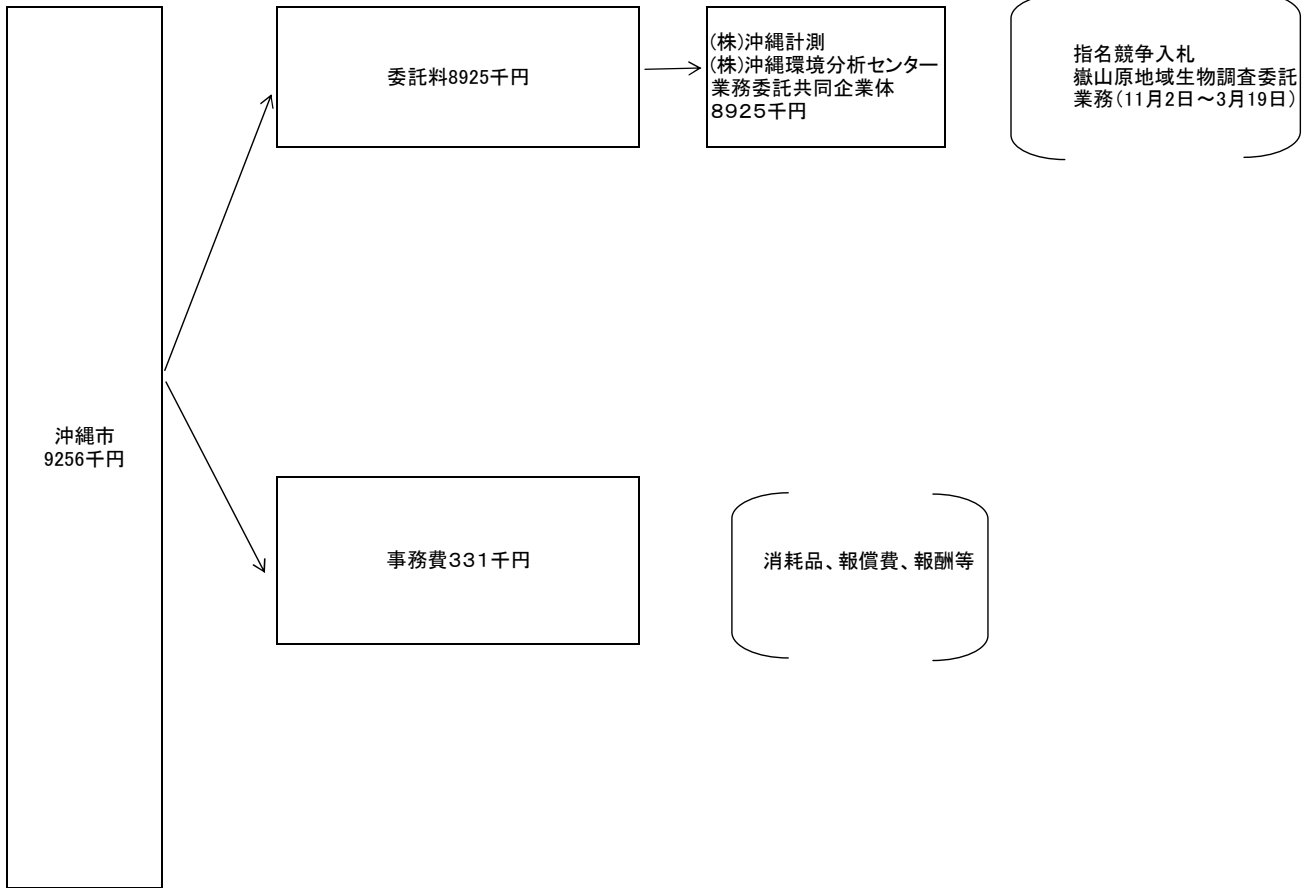 沖縄市
9256千円
委託料8925千円
(株)沖縄計測
(株)沖縄環境分析センター
業務委託共同企業体
8925千円
指名競争入札
嶽山原地域生物調査委託
業務(11月2日～3月19日)
事務費331千円
消耗品、報償費、報酬等